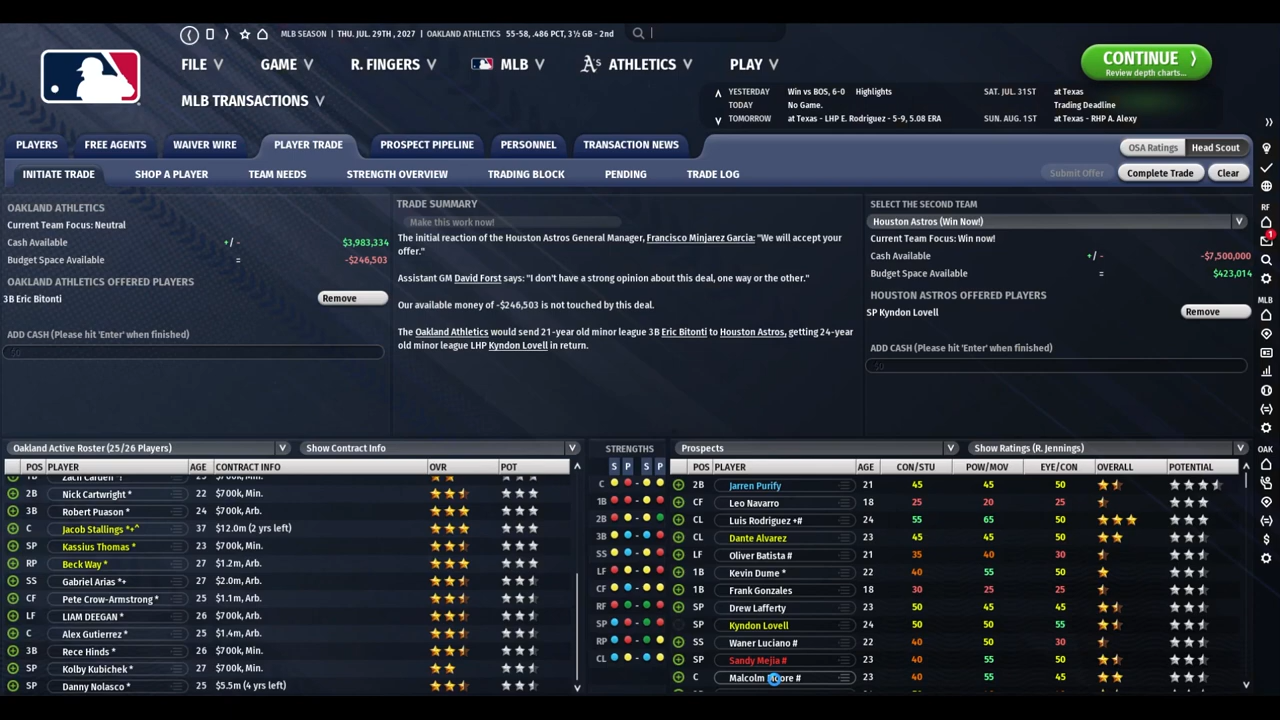 MLB SEASON | THU. JUL. 29TH , 2027 | OAKLAND ATHLETICS 55-58, .486 PCT, 3½ GB - 2nd
FILE GAME R. FINGERS MLB A's ATHLETICS PLAY
CONTINUE
Review depth charts...
MLB TRANSACTIONS
YESTERDAY Win vs BOS, 6-0 Highlights SAT. JUL. 31ST at Texas
TODAY No Game. Trading Deadline
TOMORROW at Texas - LHP E. Rodriguez - 5-9, 5.08 ERA SUN. AUG. 1ST at Texas - RHP A. Alexy
PLAYERS FREE AGENTS WAIVER WIRE PLAYER TRADE PROSPECT PIPELINE PERSONNEL TRANSACTION NEWS OSA Ratings Head Scout
INITIATE TRADE SHOP A PLAYER TEAM NEEDS STRENGTH OVERVIEW TRADING BLOCK PENDING TRADE LOG Submit Offer Complete Trade Clear
OAKLAND ATHLETICS
Current Team Focus: Neutral
Cash Available +/- $3,983,334
Budget Space Available = -$246,503
OAKLAND ATHLETICS OFFERED PLAYERS
3B Eric Bitonti Remove
ADD CASH (Please hit 'Enter' when finished)
$0
TRADE SUMMARY
Make this work now!
The initial reaction of the Houston Astros General Manager, Francisco Minjarez Garcia: "We will accept your
offer."
Assistant GM David Forst says: "I don't have a strong opinion about this deal, one way or the other."
Our available money of -$246,503 is not touched by this deal.
The Oakland Athletics would send 21-year old minor league 3B Eric Bitonti to Houston Astros, getting 24-year
old minor league LHP Kyndon Lovell in return.
SELECT THE SECOND TEAM
Houston Astros (Win Now!)
Current Team Focus: Win now!
Cash Available +/- -$7,500,000
Budget Space Available = $423,014
HOUSTON ASTROS OFFERED PLAYERS
SP Kyndon Lovell Remove
ADD CASH (Please hit 'Enter' when finished)
$0
Oakland Active Roster (25/26 Players) Show Contract Info
POS PLAYER AGE CONTRACT INFO OVR POT
2B Nick Cartwright * 22 $700k, Min.
3B Robert Puason * 24 $700k, Arb.
C Jacob Stallings *+^ 37 $12.0m (2 yrs left)
SP Kassius Thomas * 23 $700k, Min.
RP Beck Way * 27 $1.2m, Arb.
SS Gabriel Arias *+ 27 $2.0m, Arb.
CF Pete Crow-Armstrong * 25 $1.1m, Arb.
LF LIAM DEEGAN * 26 $700k, Arb.
C Alex Gutierrez * 25 $1.4m, Arb.
3B Rece Hinds * 26 $700k, Arb.
SP Kolby Kubichek * 27 $700k, Min.
SP Danny Nolasco * 25 $5.5m (4 yrs left)
STRENGTHS
S P - S P
C
1B
2B
3B
SS
LF
CF
RF
SP
RP
CL
Prospects Show Ratings (R. Jennings)
POS PLAYER AGE CON/STU POW/MOV EYE/CON OVERALL POTENTIAL
2B Jarren Purify 21 45 45 50
CF Leo Navarro 18 25 20 25
CL Luis Rodriguez +# 24 55 65 50
CL Dante Alvarez 23 45 45 50
LF Oliver Batista # 21 35 40 30
1B Kevin Dume * 22 40 55 40
1B Frank Gonzales 18 30 25 25
SP Drew Lafferty 23 50 45 45
SP Kyndon Lovell 24 50 50 55
SS Waner Luciano # 22 40 50 30
SP Sandy Mejia # 23 40 55 50
C Malcolm Moore # 23 40 55 45
RF
MLB
OAK
1